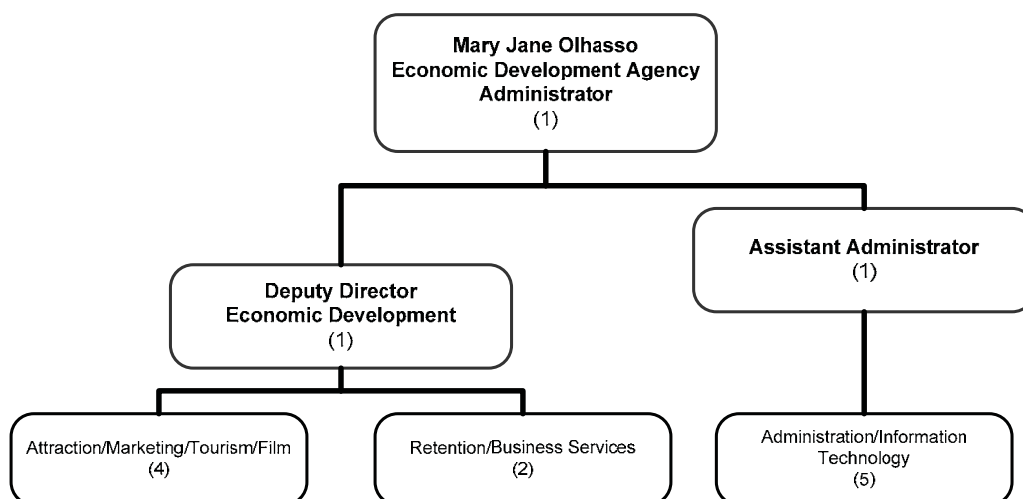 Mary Jane Olhasso
Economic Development Agency
Administrator
(1)
Assistant Administrator
(1)
Deputy Director
Economic Development
(1)
Attraction/Marketing/Tourism/Film
(4)
Retention/Business Services
(2)
Administration/Information
Technology
(5)